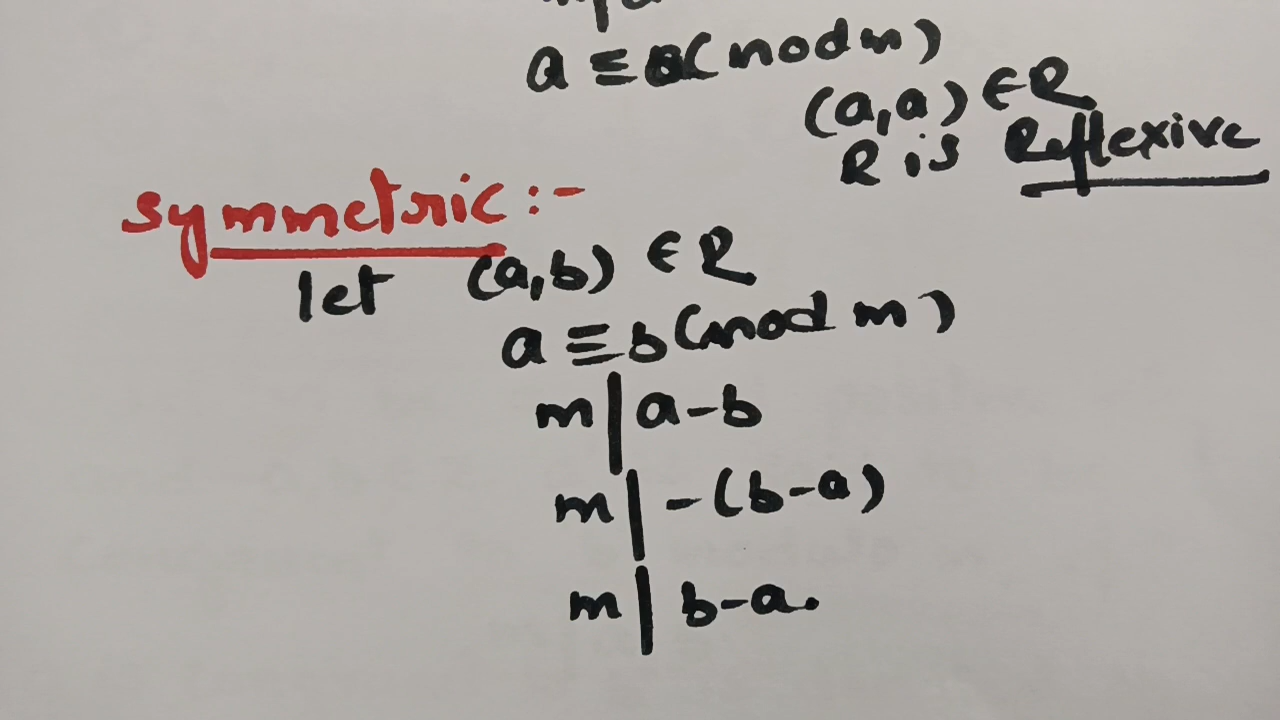 a ≡ a(mod m)
(a,a) ∈ R
R is Reflexive
symmetric :-
let (a,b) ∈ R
a ≡ b(mod m)
m | a-b
m | -(b-a)
m | b-a.